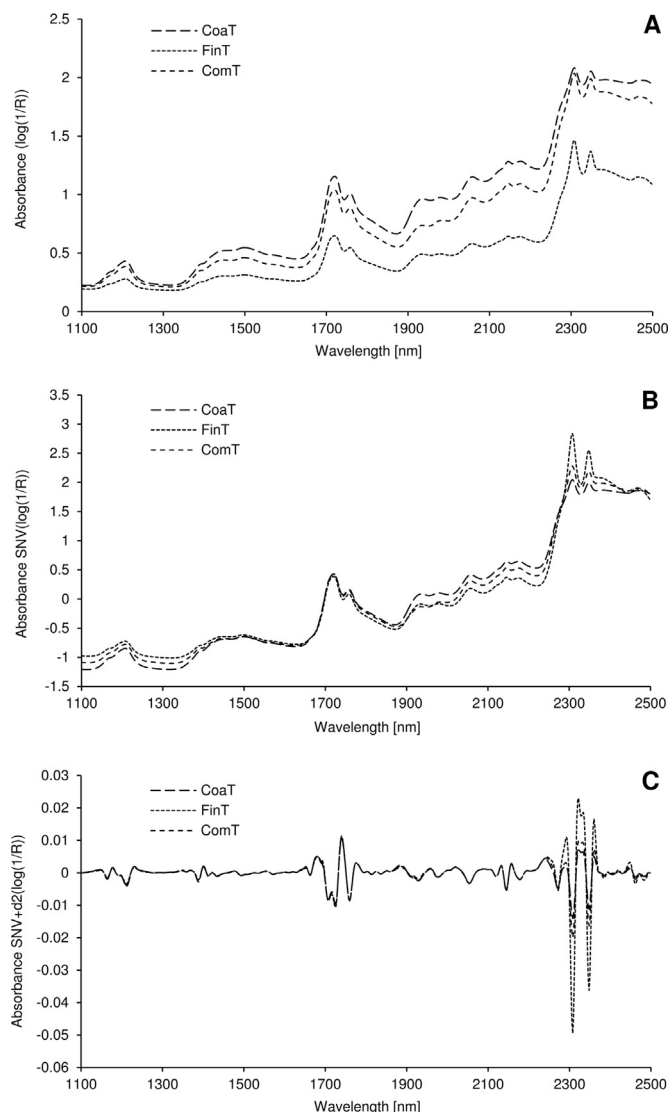 A
2.5
CoaT
FinT
2
ComT
1.5
1
0.5
0
Absorbance (log(1/R))
1100 1300 1500 1700 1900 2100 2300 2500
Wavelength [nm]
B
3.5
3
CoaT
2.5
FinT
2
ComT
1.5
1
0.5
0
-0.5
-1
-1.5
Absorbance SNV(log(1/R))
1100 1300 1500 1700 1900 2100 2300 2500
Wavelength [nm]
C
0.03
CoaT
0.02
FinT
ComT
0.01
0
-0.01
-0.02
-0.03
-0.04
-0.05
-0.06
Absorbance SNV+d2(log(1/R))
1100 1300 1500 1700 1900 2100 2300 2500
Wavelength [nm]